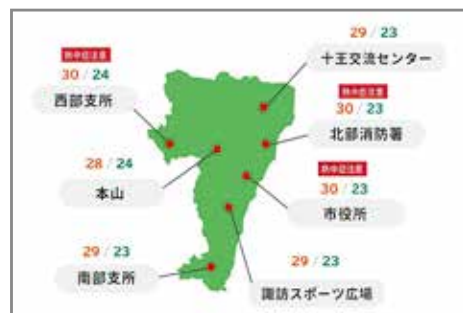 29 / 23
十王交流センター
熱中症注意
30 / 24
西部支所
熱中症注意
30 / 23
北部消防署
28 / 24
本山
熱中症注意
30 / 23
市役所
29 / 23
南部支所
29 / 23
諏訪スポーツ広場